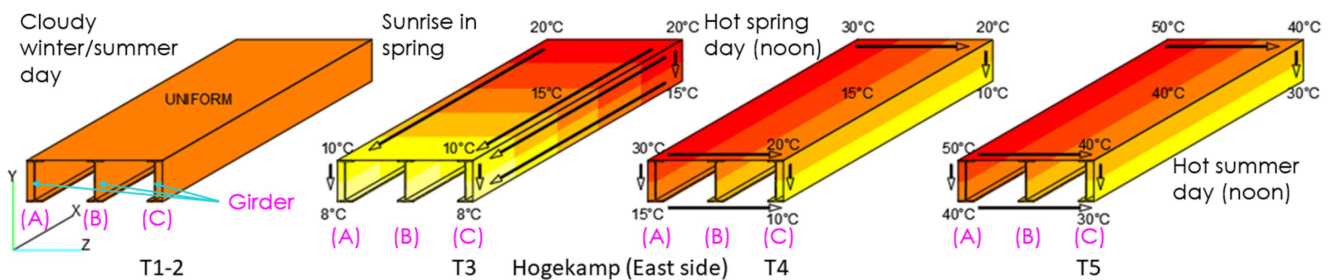 Cloudy
winter/summer
day
UNIFORM
Y
X
Z
(A)
(B)
(C)
Girder
T1-2
Sunrise in
spring
20°C
20°C
15°C
15°C
10°C
10°C
8°C
8°C
(A)
(B)
(C)
T3
Hogekamp (East side)
Hot spring
day (noon)
30°C
20°C
15°C
10°C
30°C
20°C
15°C
10°C
(A)
(B)
(C)
T4
50°C
40°C
40°C
30°C
50°C
40°C
40°C
30°C
(A)
(B)
(C)
Hot summer
day (noon)
T5